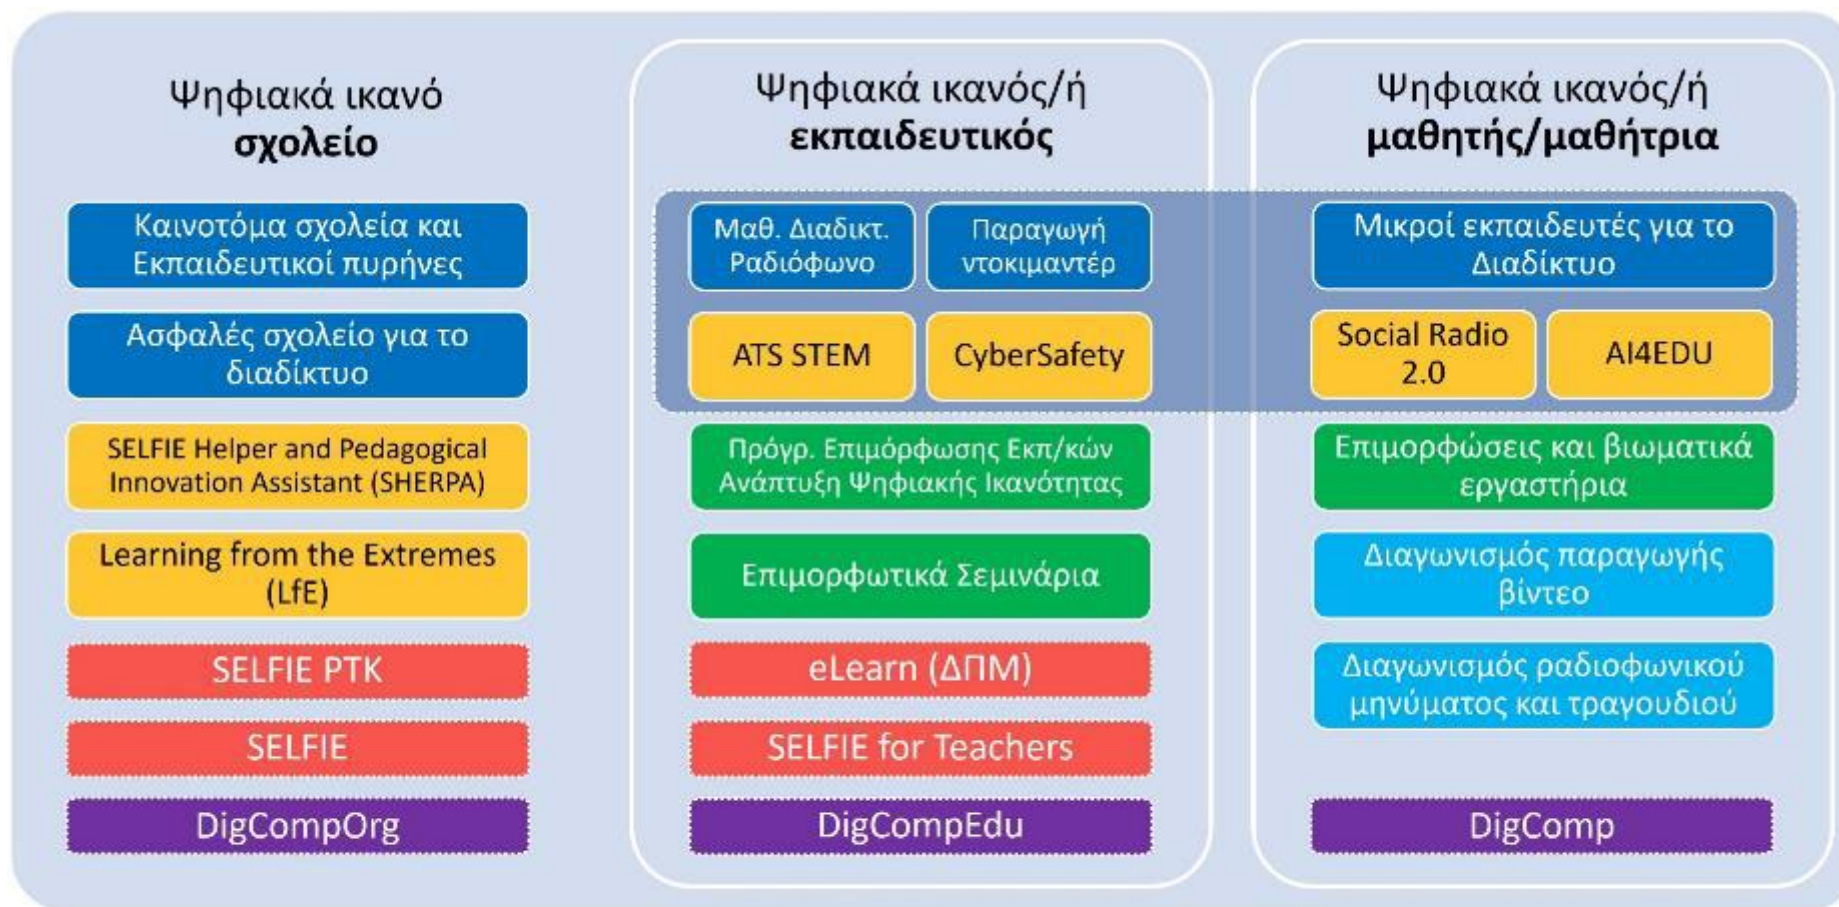 Ψηφιακά ικανό
σχολείο
Καινοτόμα σχολεία και
Εκπαιδευτικοί πυρήνες
Ασφαλές σχολείο για το
διαδίκτυο
SELFIE Helper and Pedagogical
Innovation Assistant (SHERPA)
Learning from the Extremes
(LfE)
SELFIE PTK
SELFIE
DigCompOrg
Ψηφιακά ικανός/ή
εκπαιδευτικός
Μαθ. Διαδικτ.
Ραδιόφωνο
Παραγωγή
ντοκιμαντέρ
ATS STEM
CyberSafety
Πρόγρ. Επιμόρφωσης Εκπ/κών
Ανάπτυξη Ψηφιακής Ικανότητας
Επιμορφωτικά Σεμινάρια
eLearn (ΔΠΜ)
SELFIE for Teachers
DigCompEdu
Ψηφιακά ικανός/ή
μαθητής/μαθήτρια
Μικροί εκπαιδευτές για το
Διαδίκτυο
Social Radio
2.0
AI4EDU
Επιμορφώσεις και βιωματικά
εργαστήρια
Διαγωνισμός παραγωγής
βίντεο
Διαγωνισμός ραδιοφωνικού
μηνύματος και τραγουδιού
DigComp